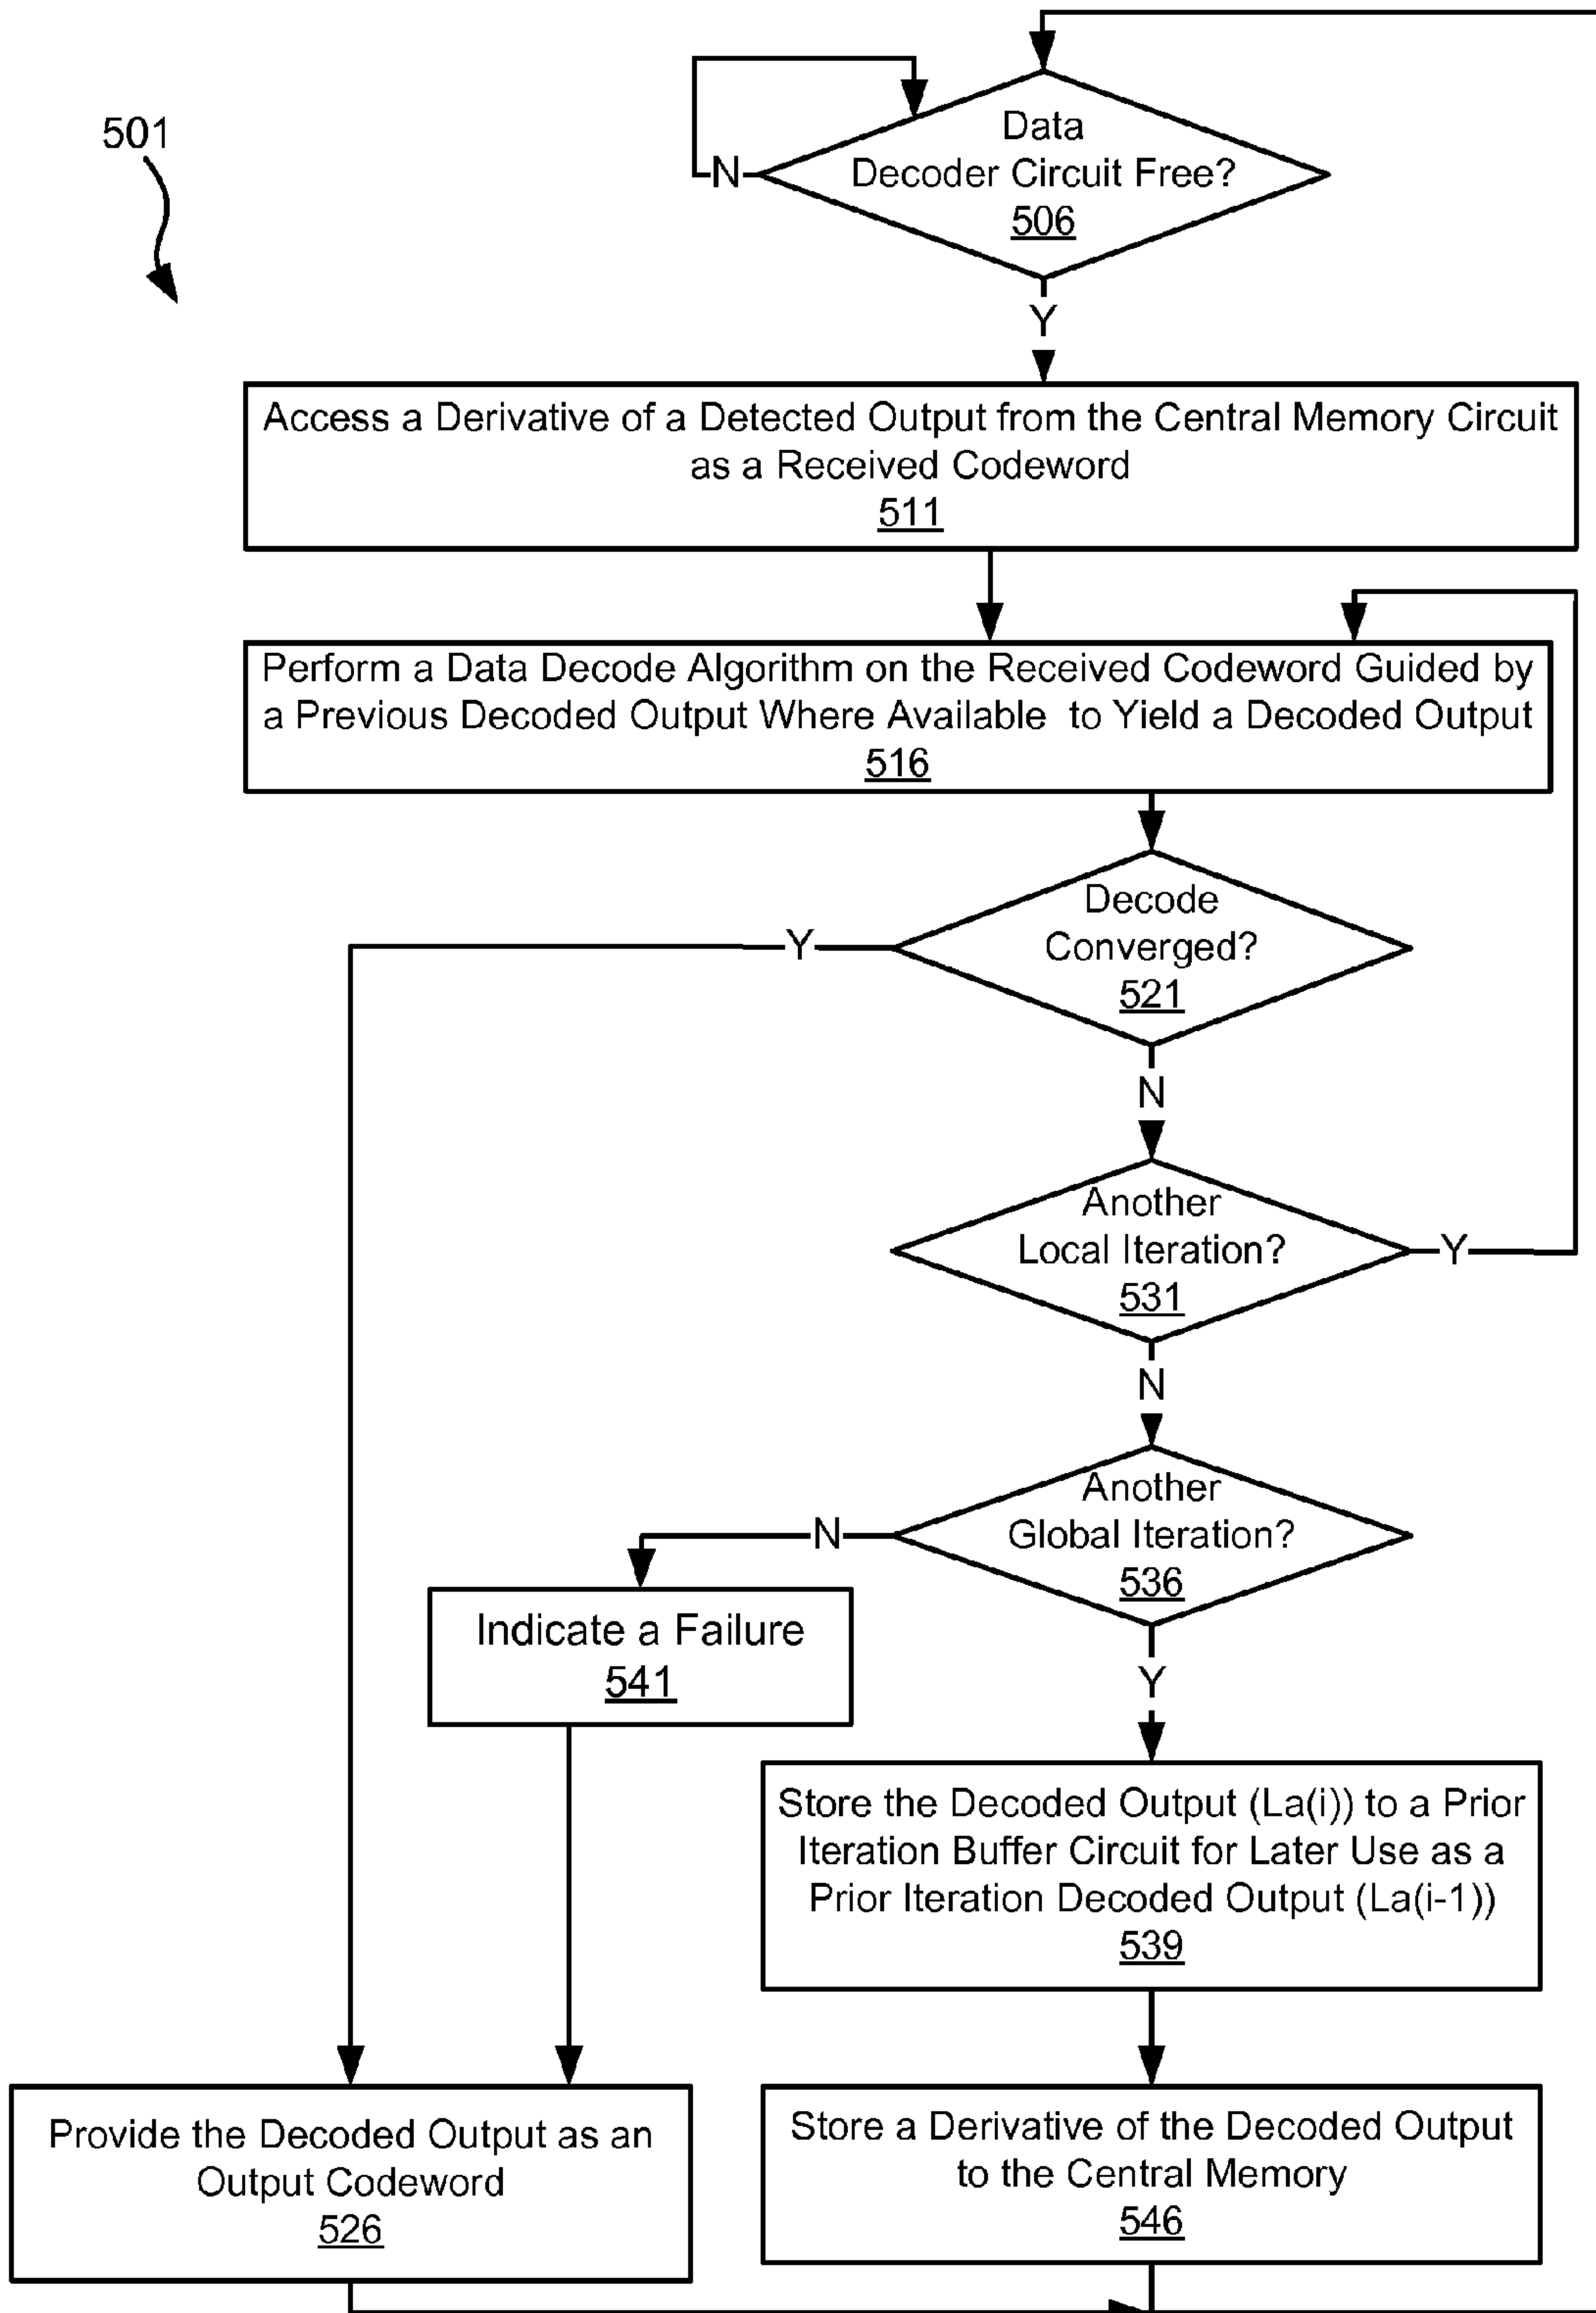 501
Data
Decoder Circuit Free?
506
N
Y
Access a Derivative of a Detected Output from the Central Memory Circuit
as a Received Codeword
511
Perform a Data Decode Algorithm on the Received Codeword Guided by
a Previous Decoded Output Where Available to Yield a Decoded Output
516
Decode
Converged?
521
Y
N
Another
Local Iteration?
531
Y
N
Another
Global Iteration?
536
N
Y
Indicate a Failure
541
Store the Decoded Output (La(i)) to a Prior
Iteration Buffer Circuit for Later Use as a
Prior Iteration Decoded Output (La(i-1))
539
Provide the Decoded Output as an
Output Codeword
526
Store a Derivative of the Decoded Output
to the Central Memory
546